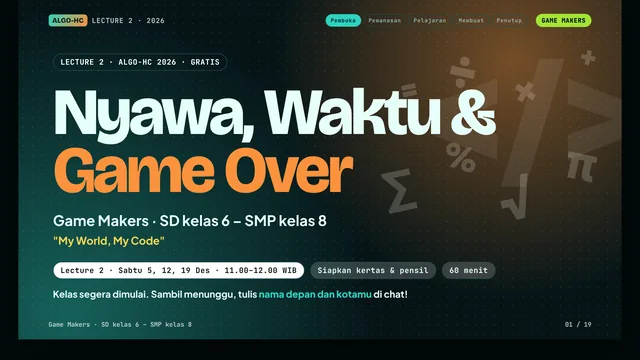 ALGO-HC LECTURE 2 · 2026
Pembuka Pemanasan Pelajaran Membuat Penutup GAME MAKERS
LECTURE 2 · ALGO-HC 2026 · GRATIS
Nyawa, Waktu &
Game Over
Game Makers · SD kelas 6 – SMP kelas 8
"My World, My Code"
Lecture 2 · Sabtu 5, 12, 19 Des · 11.00–12.00 WIB
Siapkan kertas & pensil
60 menit
Kelas segera dimulai. Sambil menunggu, tulis nama depan dan kotamu di chat!
Game Makers · SD kelas 6 – SMP kelas 8
01 / 19